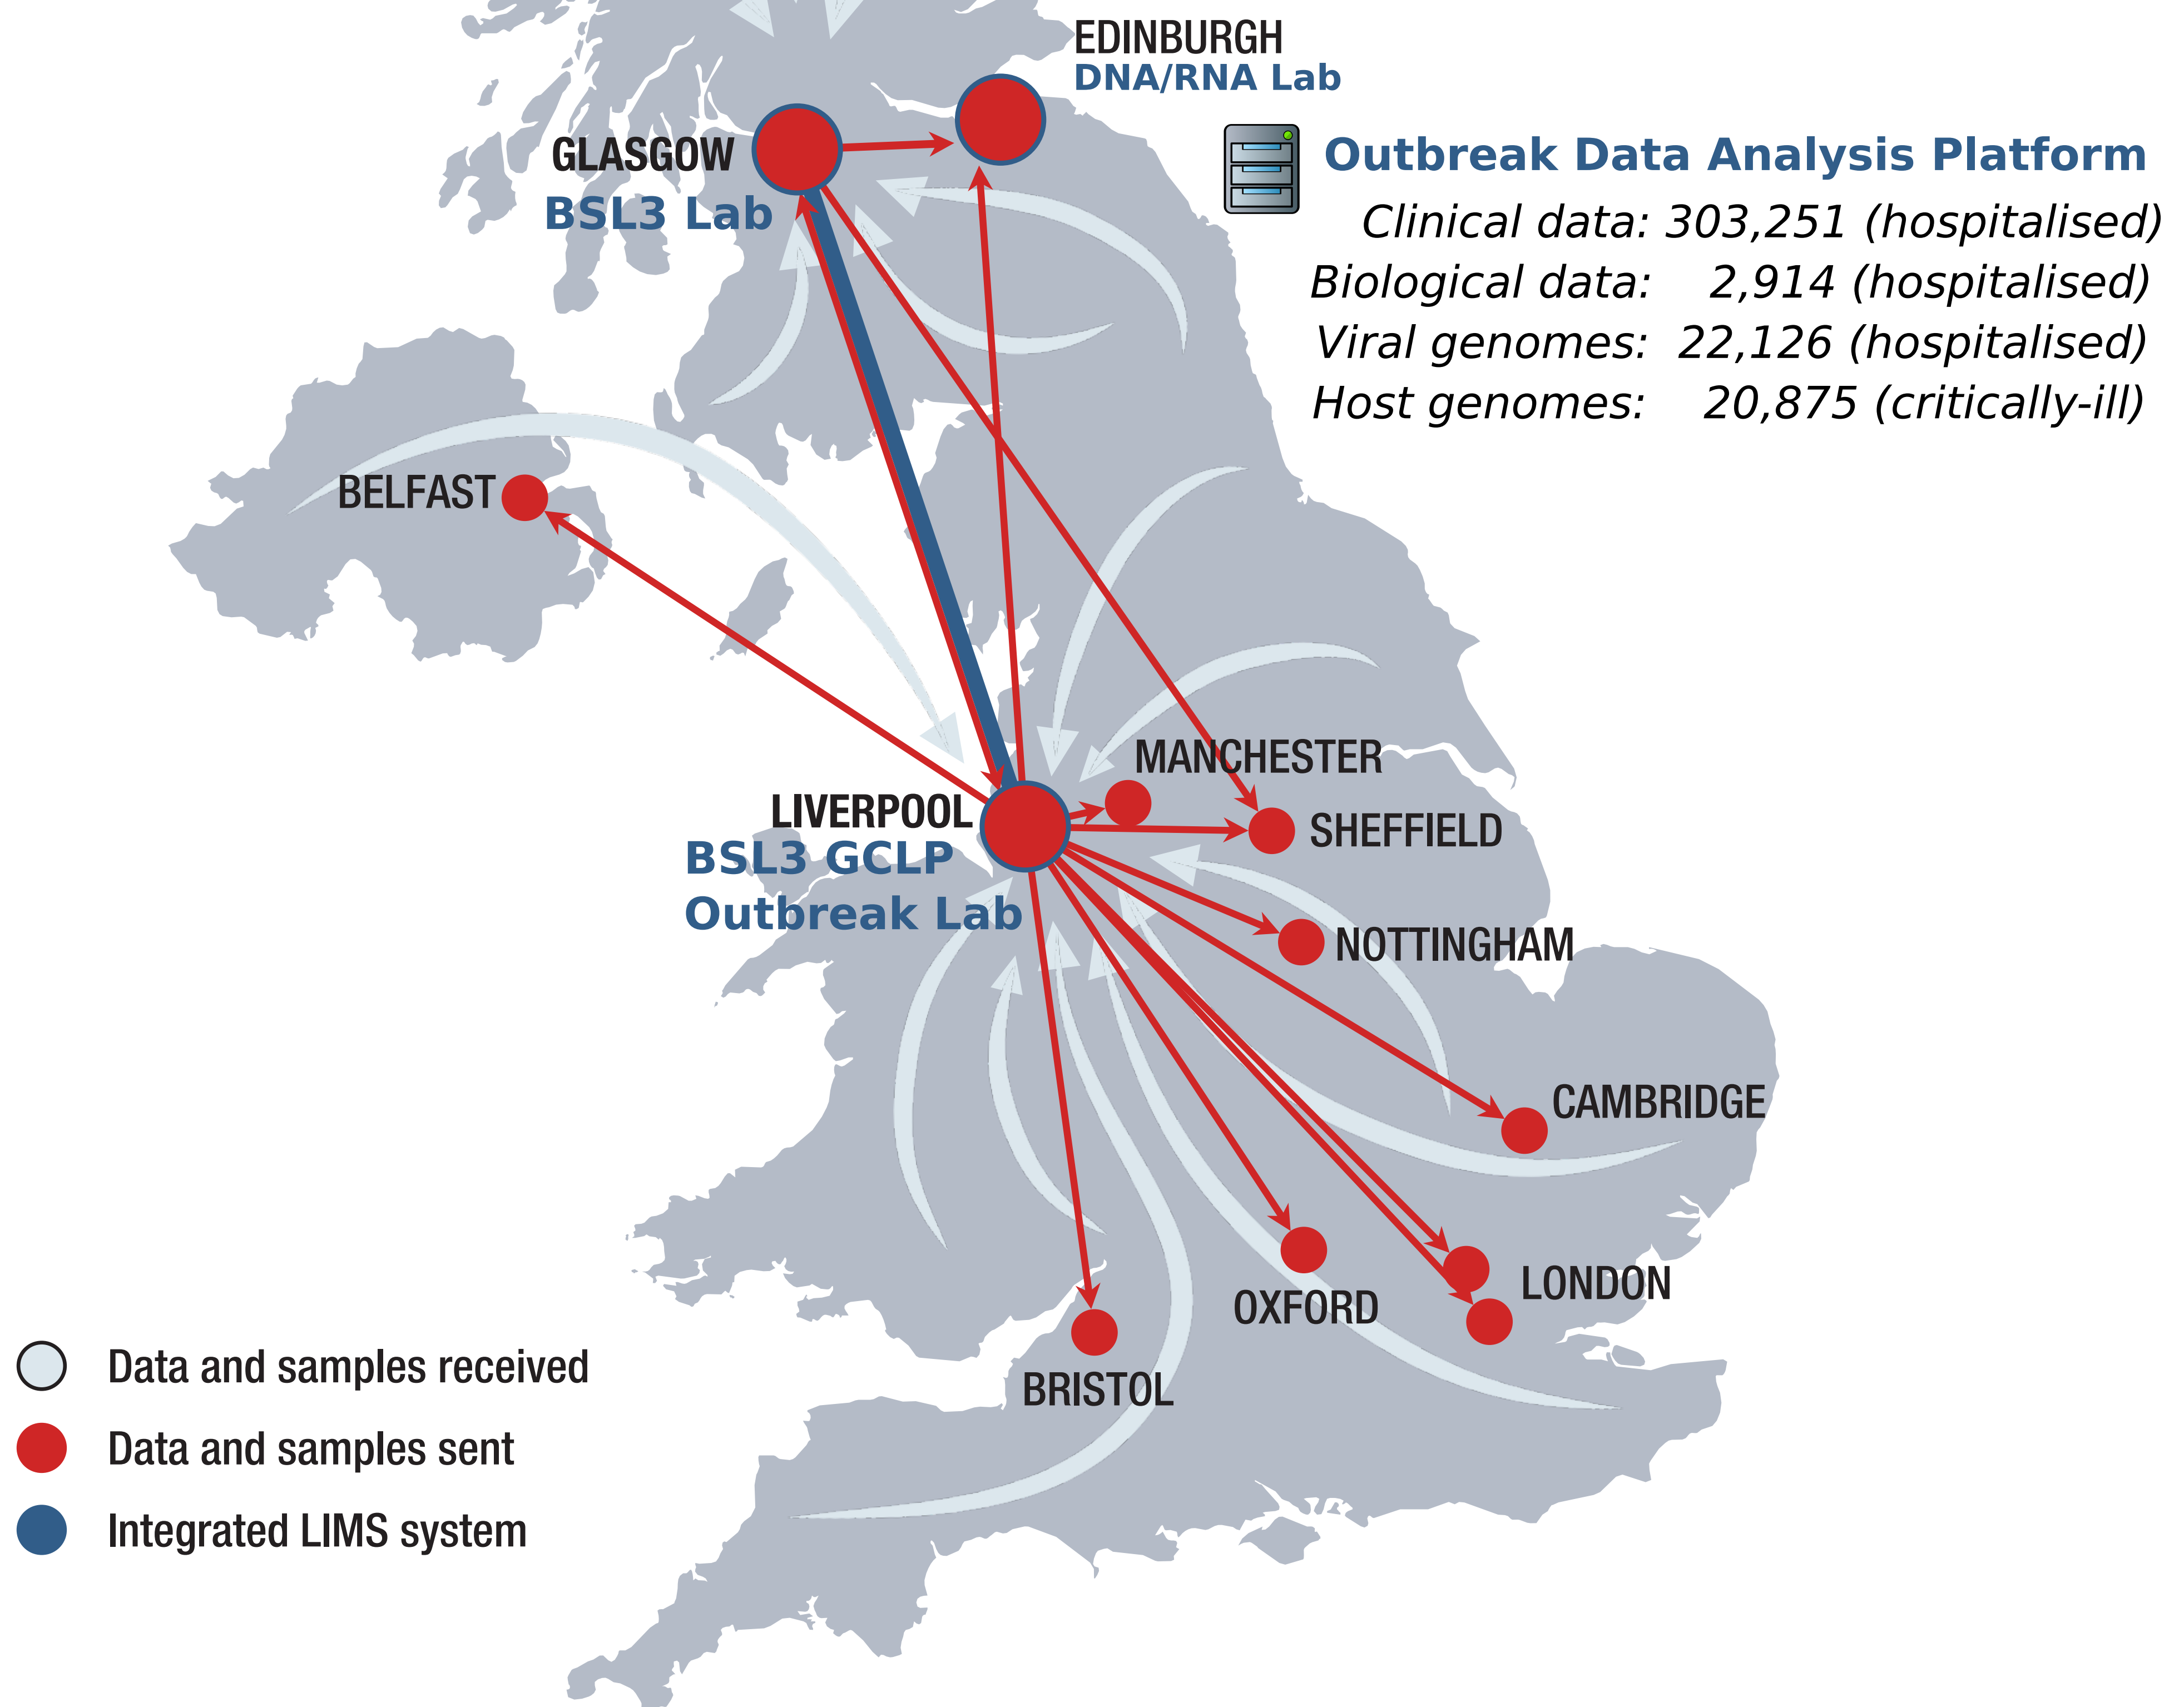 EDINBURGH
DNA/RNA Lab
GLASGOW
BSL3 Lab
Outbreak Data Analysis Platform
Clinical data: 303,251 (hospitalised)
Biological data: 2,914 (hospitalised)
Viral genomes: 22,126 (hospitalised)
Host genomes: 20,875 (critically-ill)
BELFAST
MANCHESTER
LIVERPOOL
BSL3 GCLP
Outbreak Lab
SHEFFIELD
NOTTINGHAM
CAMBRIDGE
LONDON
OXFORD
BRISTOL
Data and samples received
Data and samples sent
Integrated LIMS system